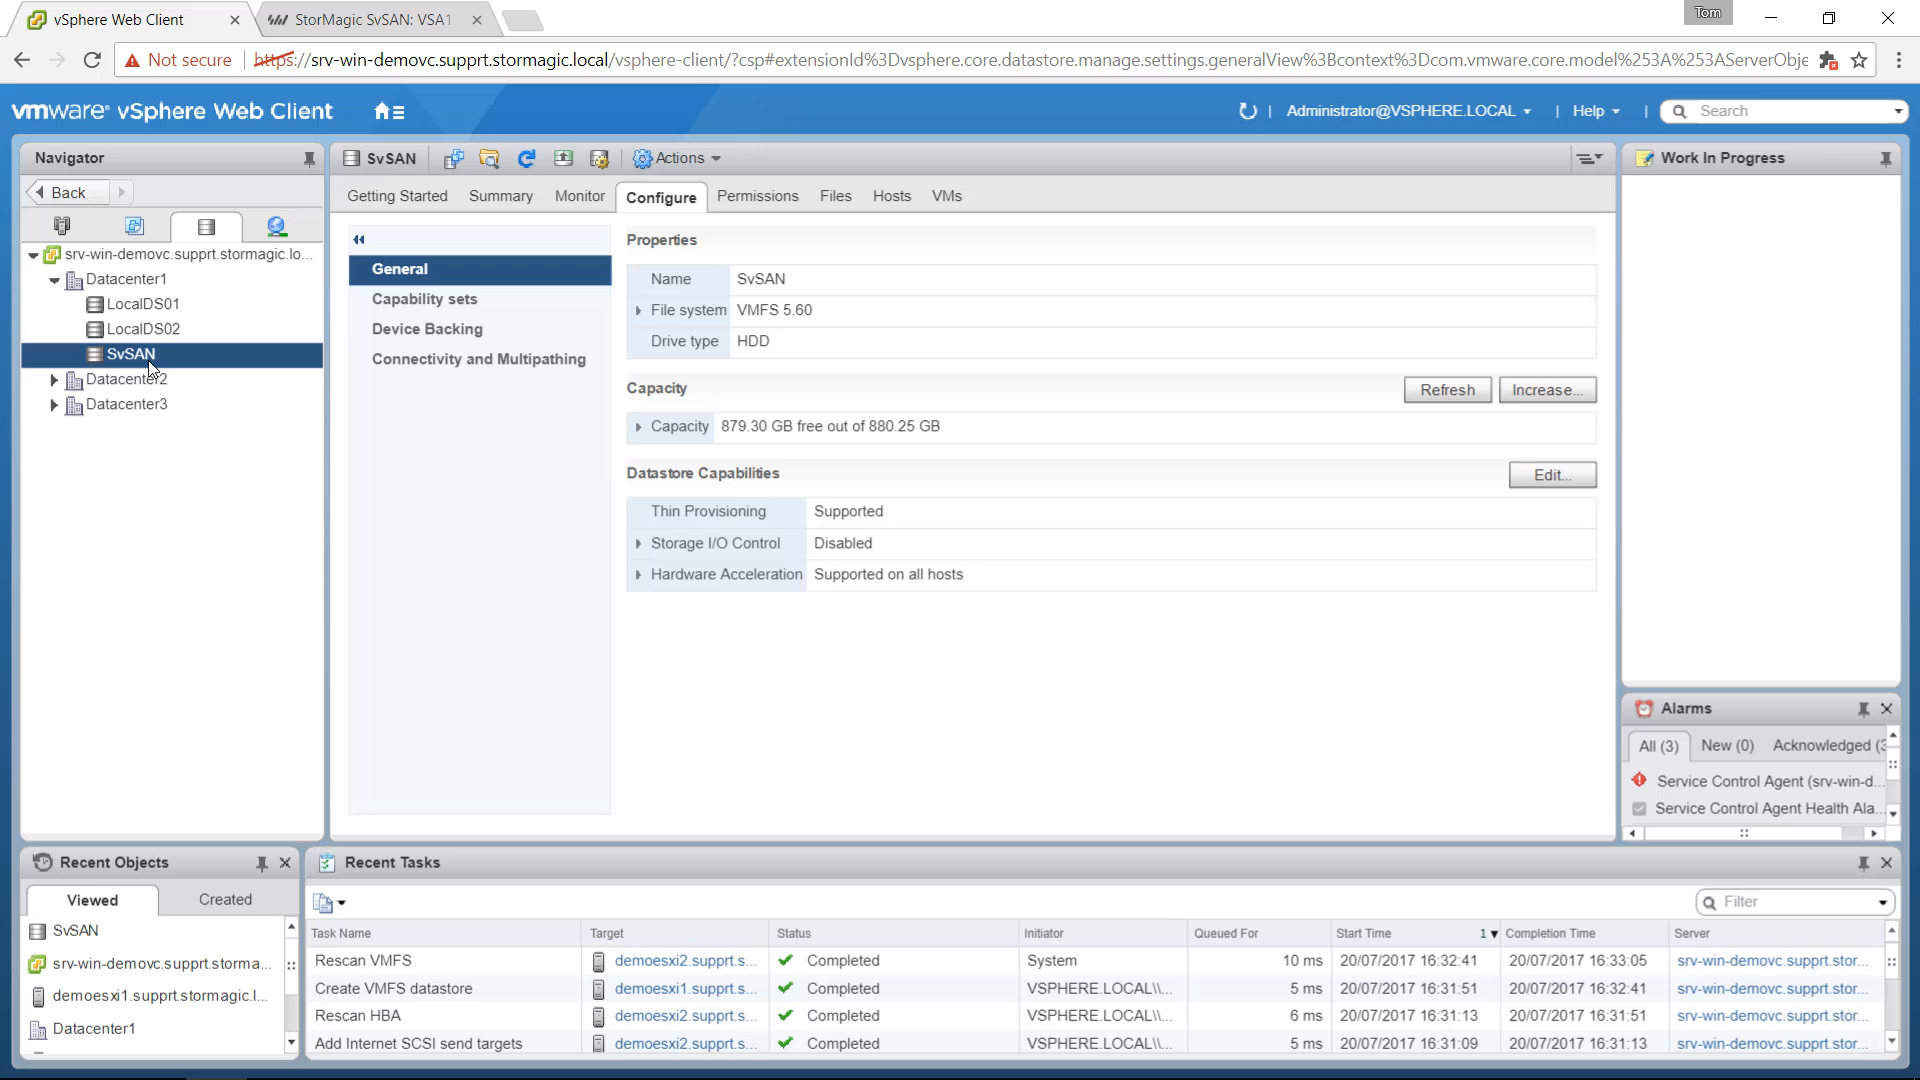 vSphere Web Client
StorMagic SvSAN: VSA1
Tom
Not secure
https://srv-win-demovc.supprt.stormagic.local/vsphere-client/?csp#extensionId%3Dvsphere.core.datastore.manage.settings.generalView%3Bcontext%3Dcom.vmware.core.model%253A%253AServerObje
vmware® vSphere Web Client
Administrator@VSPHERE.LOCAL
Help
Search
Navigator
Back
srv-win-demovc.supprt.stormagic.lo...
Datacenter1
LocalDS01
LocalDS02
SvSAN
Datacenter2
Datacenter3
SvSAN
Actions
Getting Started
Summary
Monitor
Configure
Permissions
Files
Hosts
VMs
General
Capability sets
Device Backing
Connectivity and Multipathing
Properties
Name SvSAN
File system VMFS 5.60
Drive type HDD
Capacity
Refresh
Increase...
Capacity 879.30 GB free out of 880.25 GB
Datastore Capabilities
Edit...
Thin Provisioning Supported
Storage I/O Control Disabled
Hardware Acceleration Supported on all hosts
Work In Progress
Alarms
All (3) New (0) Acknowledged (3
Service Control Agent (srv-win-d...
Service Control Agent Health Ala...
Recent Objects
Viewed
Created
SvSAN
srv-win-demovc.supprt.storma...
demoesxi1.supprt.stormagic.l...
Datacenter1
Recent Tasks
Filter
Task Name Target Status Initiator Queued For Start Time 1 Completion Time Server
Rescan VMFS demoesxi2.supprt.s... Completed System 10 ms 20/07/2017 16:32:41 20/07/2017 16:33:05 srv-win-demovc.supprt.stor...
Create VMFS datastore demoesxi1.supprt.s... Completed VSPHERE.LOCAL\\... 5 ms 20/07/2017 16:31:51 20/07/2017 16:32:41 srv-win-demovc.supprt.stor...
Rescan HBA demoesxi2.supprt.s... Completed VSPHERE.LOCAL\\... 6 ms 20/07/2017 16:31:13 20/07/2017 16:31:51 srv-win-demovc.supprt.stor...
Add Internet SCSI send targets demoesxi2.supprt.s... Completed VSPHERE.LOCAL\\... 5 ms 20/07/2017 16:31:09 20/07/2017 16:31:13 srv-win-demovc.supprt.stor...